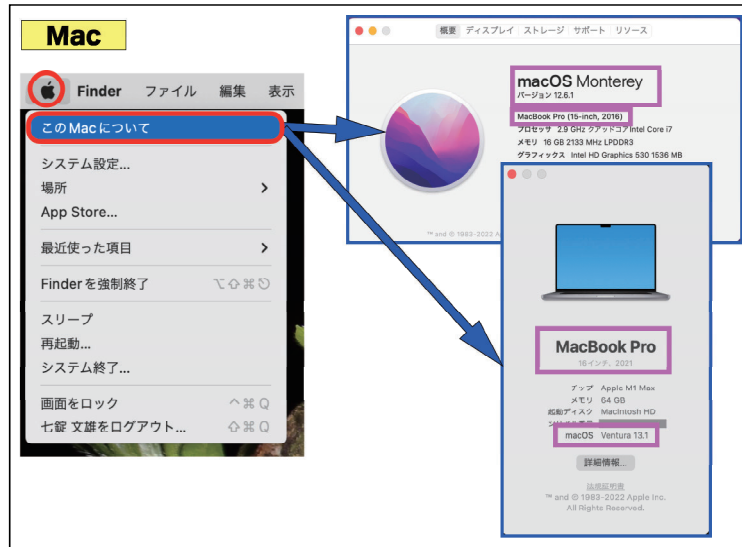 Mac
Finder ファイル 編集 表示
このMacについて
システム設定...
場所
App Store...
最近使った項目
Finderを強制終了 ⌥⇧⌘⎋
スリープ
再起動...
システム終了...
画面をロック ^⌘Q
七錠 文雄をログアウト... ⇧⌘Q
概要 ディスプレイ ストレージ サポート リソース
macOS Monterey
バージョン 12.6.1
MacBook Pro (15-inch, 2016)
プロセッサ 2.9 GHz クアッドコアIntel Core i7
メモリ 16 GB 2133 MHz LPDDR3
グラフィックス Intel HD Graphics 530 1536 MB
™ and © 1983-2022
MacBook Pro
16インチ, 2021
チップ Apple M1 Max
メモリ 64 GB
起動ディスク Macintosh HD
macOS Ventura 13.1
詳細情報...
™ and © 1983-2022 Apple Inc.
All Rights Reserved.